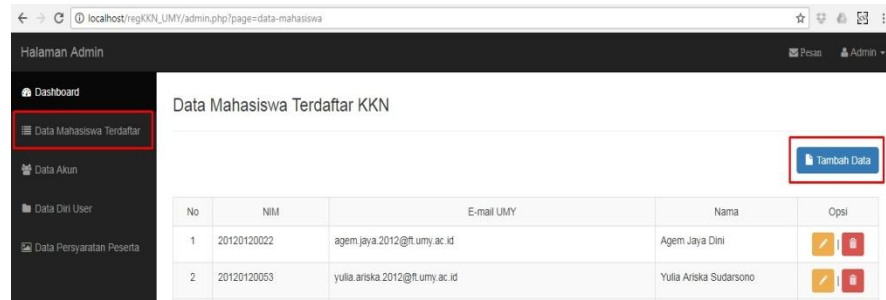 localhost/regKKN_UMY/admin.php?page=data-mahasiswa
Halaman Admin
Pesan
Admin
Dashboard
Data Mahasiswa Terdaftar
Data Akun
Data Diri User
Data Persyaratan Peserta
Data Mahasiswa Terdaftar KKN
Tambah Data
No NIM E-mail UMY Nama Opsi
1 20120120022 agem.jaya.2012@ft.umy.ac.id Agem Jaya Dini |
2 20120120053 yulia.ariska.2012@ft.umy.ac.id Yulia Ariska Sudarsono |